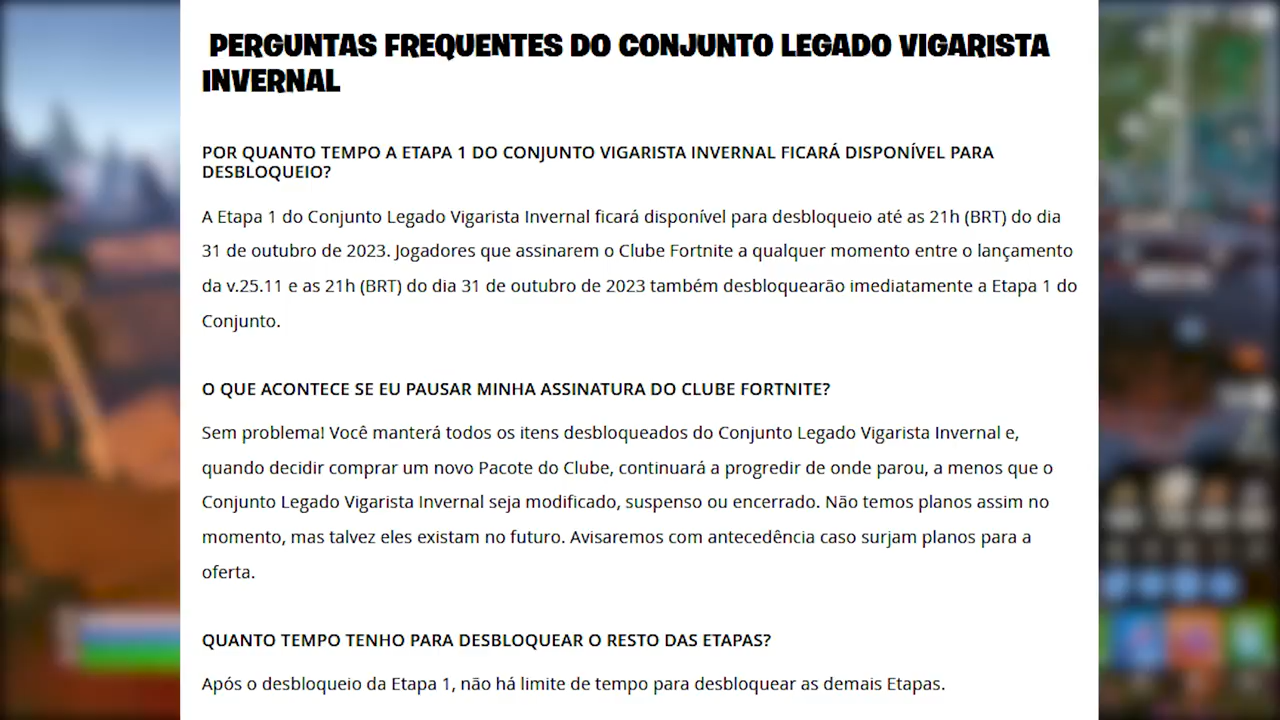 PERGUNTAS FREQUENTES DO CONJUNTO LEGADO VIGARISTA
INVERNAL
POR QUANTO TEMPO A ETAPA 1 DO CONJUNTO VIGARISTA INVERNAL FICARÁ DISPONÍVEL PARA
DESBLOQUEIO?
A Etapa 1 do Conjunto Legado Vigarista Invernal ficará disponível para desbloqueio até as 21h (BRT) do dia
31 de outubro de 2023. Jogadores que assinarem o Clube Fortnite a qualquer momento entre o lançamento
da v.25.11 e as 21h (BRT) do dia 31 de outubro de 2023 também desbloquearão imediatamente a Etapa 1 do
Conjunto.
O QUE ACONTECE SE EU PAUSAR MINHA ASSINATURA DO CLUBE FORTNITE?
Sem problema! Você manterá todos os itens desbloqueados do Conjunto Legado Vigarista Invernal e,
quando decidir comprar um novo Pacote do Clube, continuará a progredir de onde parou, a menos que o
Conjunto Legado Vigarista Invernal seja modificado, suspenso ou encerrado. Não temos planos assim no
momento, mas talvez eles existam no futuro. Avisaremos com antecedência caso surjam planos para a
oferta.
QUANTO TEMPO TENHO PARA DESBLOQUEAR O RESTO DAS ETAPAS?
Após o desbloqueio da Etapa 1, não há limite de tempo para desbloquear as demais Etapas.